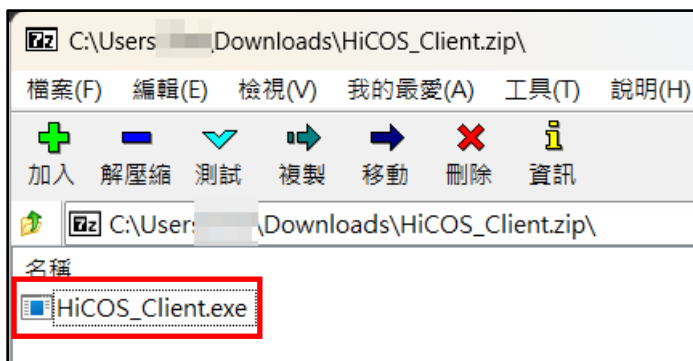 C:\Users\Downloads\HiCOS_Client.zip\
檔案(F) 編輯(E) 檢視(V) 我的最愛(A) 工具(T) 說明(H)
加入 解壓縮 測試 複製 移動 刪除 資訊
C:\User \Downloads\HiCOS_Client.zip\
名稱
HiCOS_Client.exe